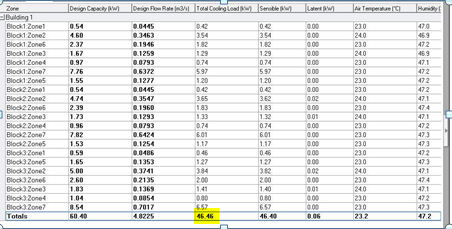 Zone Design Capacity (kW) Design Flow Rate (m3/s) Total Cooling Load (kW) Sensible (kW) Latent (kW) Air Temperature (°C) Humidity (
Building 1
Block1:Zone1 0.54 0.0445 0.42 0.42 0.00 23.0 47.0
Block1:Zone2 4.60 0.3463 3.54 3.54 0.00 24.0 46.9
Block1:Zone6 2.37 0.1946 1.82 1.82 0.00 23.0 47.2
Block1:Zone3 1.67 0.1259 1.29 1.29 0.00 24.0 46.9
Block1:Zone4 0.97 0.0793 0.74 0.74 0.00 23.0 47.1
Block1:Zone7 7.76 0.6372 5.97 5.97 0.00 23.0 47.1
Block1:Zone5 1.55 0.1277 1.20 1.20 0.00 23.0 47.2
Block2:Zone1 0.54 0.0445 0.42 0.42 0.00 23.0 47.2
Block2:Zone2 4.74 0.3547 3.65 3.62 0.02 24.0 47.1
Block2:Zone6 2.39 0.1960 1.83 1.83 0.00 23.0 47.4
Block2:Zone3 1.73 0.1293 1.33 1.32 0.01 24.0 47.1
Block2:Zone4 0.96 0.0793 0.74 0.74 0.00 23.0 47.2
Block2:Zone7 7.82 0.6424 6.01 6.01 0.00 23.0 47.3
Block2:Zone5 1.53 0.1254 1.17 1.17 0.00 23.0 47.3
Block3:Zone1 0.59 0.0486 0.46 0.46 0.00 23.0 47.2
Block3:Zone5 1.65 0.1353 1.27 1.27 0.00 23.0 47.3
Block3:Zone2 5.00 0.3741 3.84 3.82 0.02 24.0 47.1
Block3:Zone6 2.60 0.2135 2.00 2.00 0.00 23.0 47.4
Block3:Zone3 1.83 0.1369 1.41 1.40 0.01 24.0 47.0
Block3:Zone4 1.04 0.0854 0.80 0.80 0.00 23.0 47.2
Block3:Zone7 8.54 0.7017 6.57 6.57 0.00 23.0 47.3
Totals 60.40 4.8225 46.46 46.40 0.06 23.2 47.2